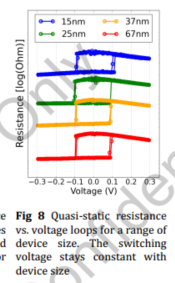 15nm
25nm
37nm
67nm
Resistance [log(Ohm)]
−0.3 −0.2 −0.1 0.0 0.1 0.2 0.3
Voltage (V)
Fig 8 Quasi-static resistance
vs. voltage loops for a range of
device size. The switching
voltage stays constant with
device size